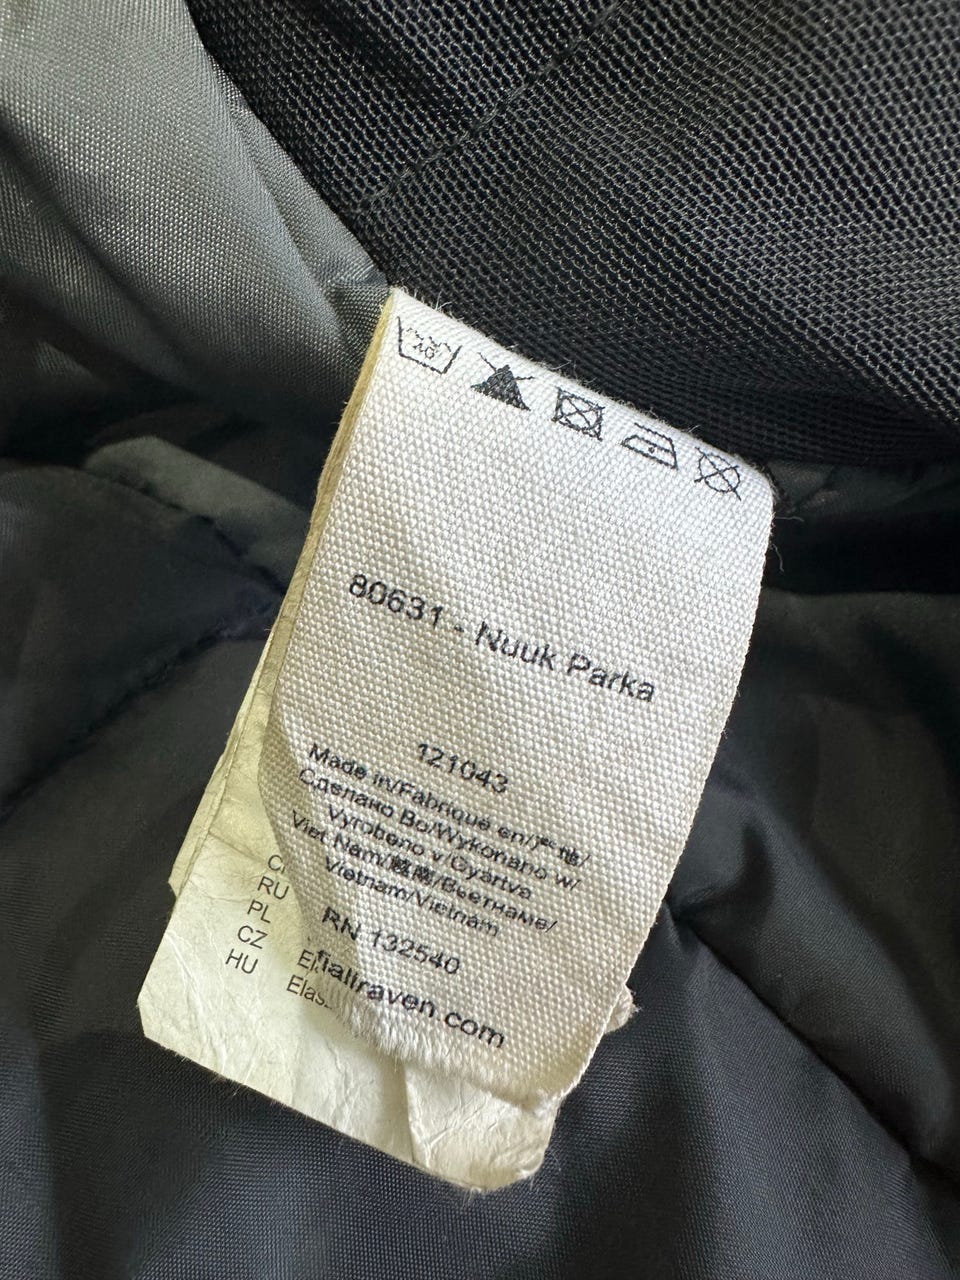 40
80631 - Nuuk Parka
121043
Made in/Fabriqué en/产地/
Сделано Во/Wykonano w/
Vyrobeno v/Gyártva
Viet Nam/越南/Вьетнаме/
Vietnam/Vietnam
RN 132540
fjallraven.com
RU
PL
CZ
HU